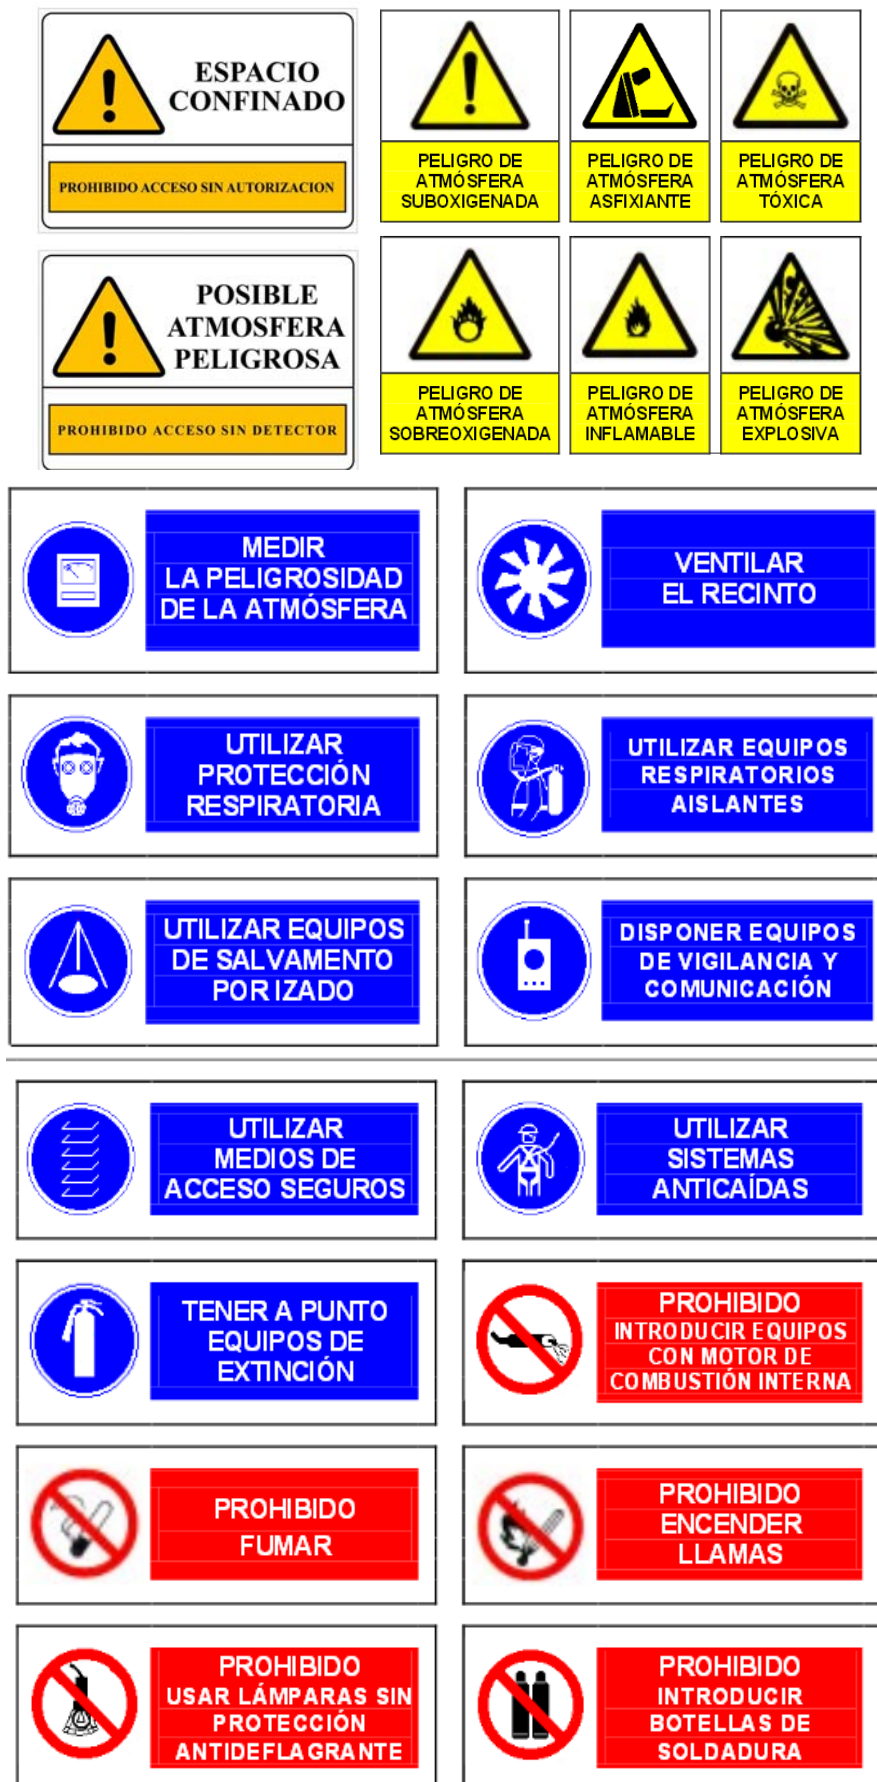 ESPACIO
CONFINADO
PROHIBIDO ACCESO SIN AUTORIZACION
PELIGRO DE
ATMÓSFERA
SUBOXIGENADA
PELIGRO DE
ATMÓSFERA
ASFIXIANTE
PELIGRO DE
ATMÓSFERA
TÓXICA
POSIBLE
ATMOSFERA
PELIGROSA
PROHIBIDO ACCESO SIN DETECTOR
PELIGRO DE
ATMÓSFERA
SOBREOXIGENADA
PELIGRO DE
ATMÓSFERA
INFLAMABLE
PELIGRO DE
ATMÓSFERA
EXPLOSIVA
MEDIR
LA PELIGROSIDAD
DE LA ATMÓSFERA
VENTILAR
EL RECINTO
UTILIZAR
PROTECCIÓN
RESPIRATORIA
UTILIZAR EQUIPOS
RESPIRATORIOS
AISLANTES
UTILIZAR EQUIPOS
DE SALVAMENTO
POR IZADO
DISPONER EQUIPOS
DE VIGILANCIA Y
COMUNICACIÓN
UTILIZAR
MEDIOS DE
ACCESO SEGUROS
UTILIZAR
SISTEMAS
ANTICAÍDAS
TENER A PUNTO
EQUIPOS DE
EXTINCIÓN
PROHIBIDO
INTRODUCIR EQUIPOS
CON MOTOR DE
COMBUSTIÓN INTERNA
PROHIBIDO
FUMAR
PROHIBIDO
ENCENDER
LLAMAS
PROHIBIDO
USAR LÁMPARAS SIN
PROTECCIÓN
ANTIDEFLAGRANTE
PROHIBIDO
INTRODUCIR
BOTELLAS DE
SOLDADURA